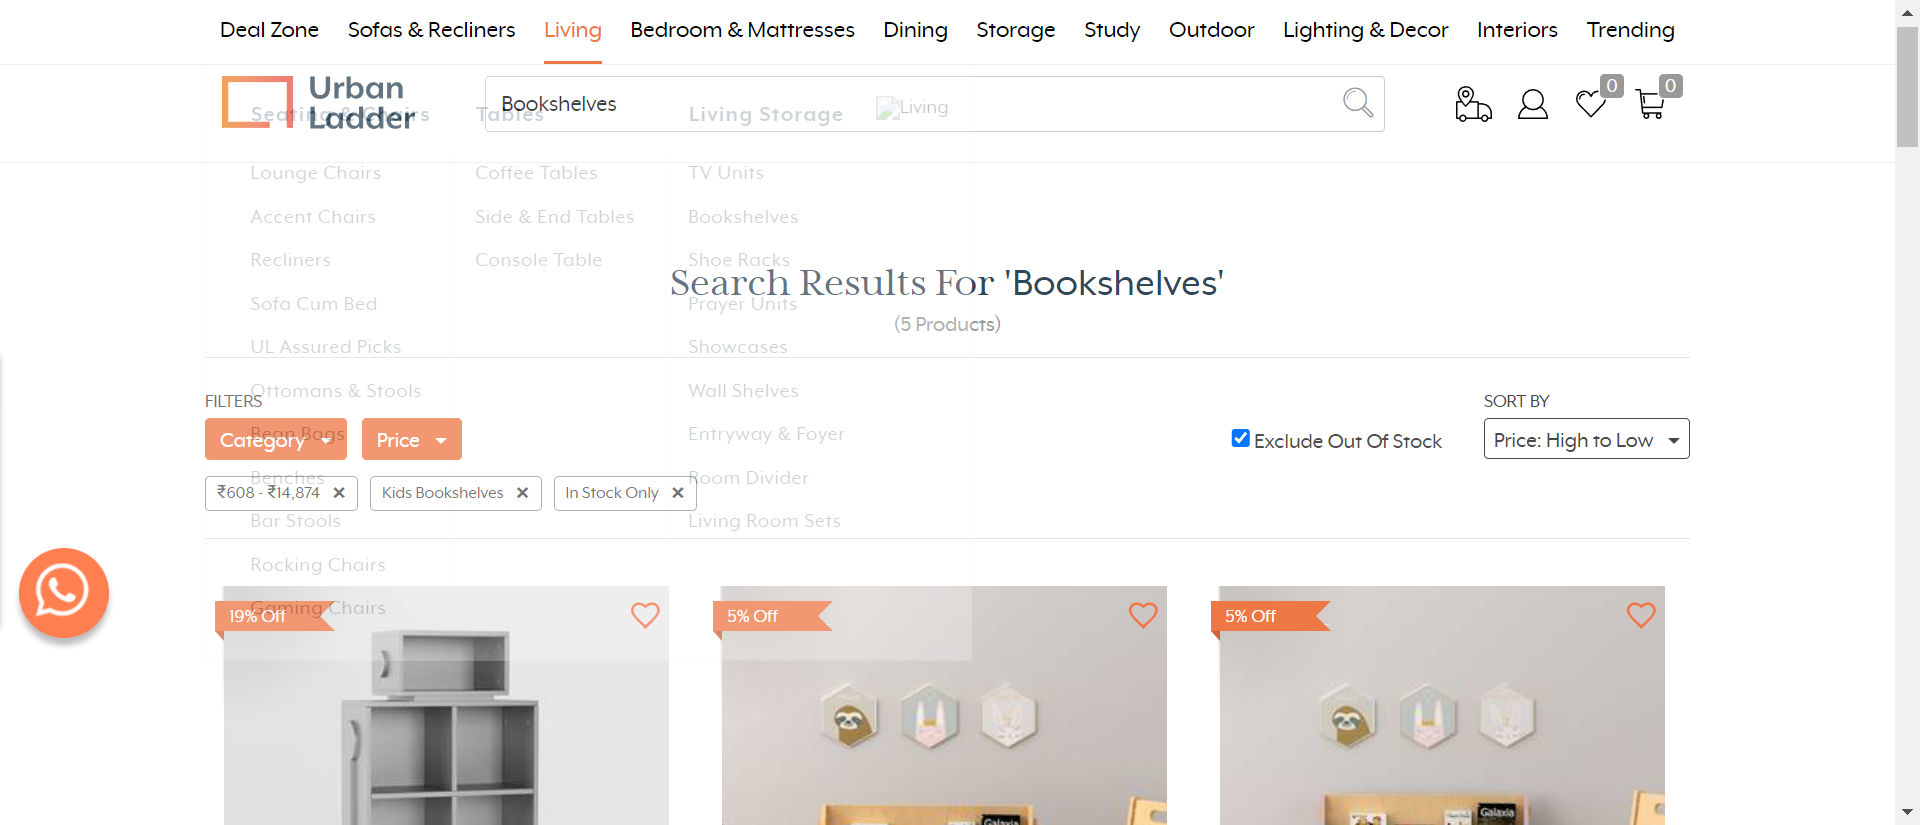 Deal Zone Sofas & Recliners Living Bedroom & Mattresses Dining Storage Study Outdoor Lighting & Decor Interiors Trending
Urban
Ladder
Bookshelves
Living
0
0
Seating & Chairs Tables Living Storage
Lounge Chairs Coffee Tables TV Units
Accent Chairs Side & End Tables Bookshelves
Recliners Console Table Shoe Racks
Search Results For 'Bookshelves'
Sofa Cum Bed Prayer Units
(5 Products)
UL Assured Picks Showcases
Ottomans & Stools Wall Shelves
FILTERS
SORT BY
Bean Bags Entryway & Foyer
Category Price
Exclude Out Of Stock
Price: High to Low
Benches Room Divider
₹608 - ₹14,874 Kids Bookshelves In Stock Only
Bar Stools Living Room Sets
Rocking Chairs
Gaming Chairs
19% Off 5% Off 5% Off
Galaxia Galaxia